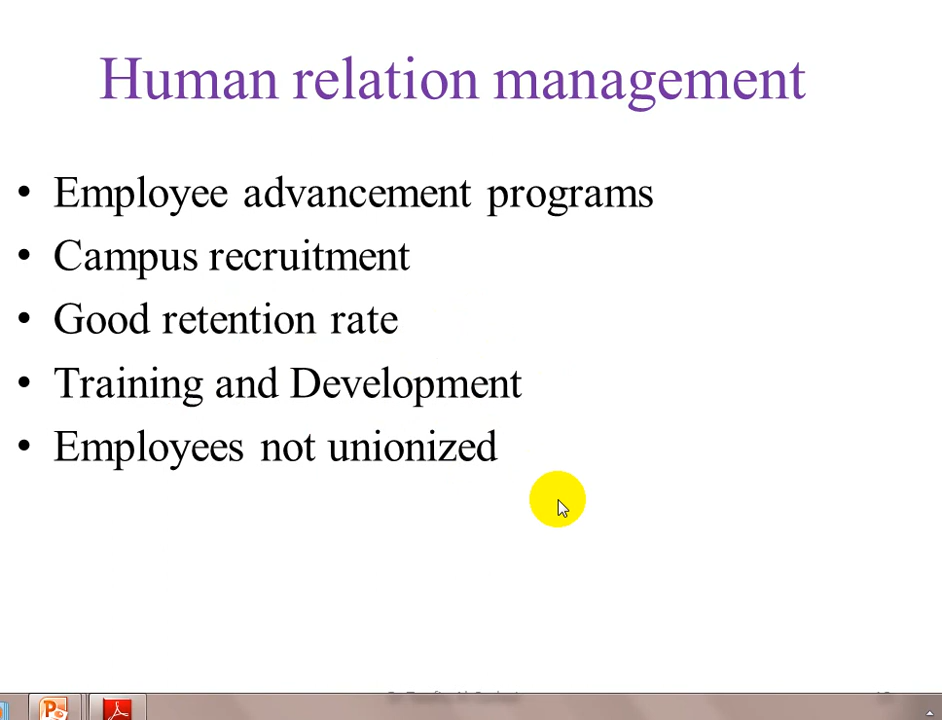 Human relation management
• Employee advancement programs
• Campus recruitment
• Good retention rate
• Training and Development
• Employees not unionized